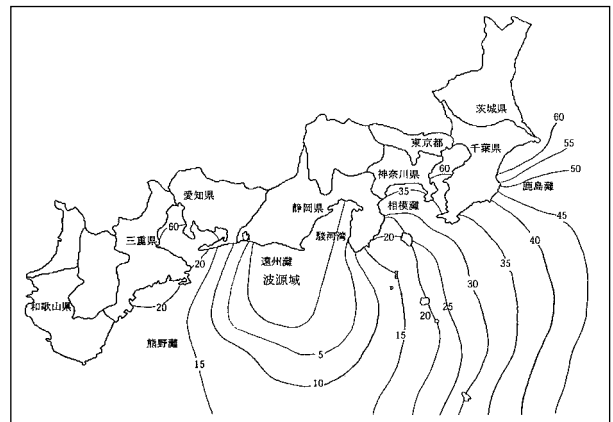 茨城県
60
東京都
千葉県
55
神奈川県
60
50
愛知県
35
鹿島灘
静岡県
相模灘
45
三重県
60
駿河湾
20
40
遠州灘
20
波源域
35
和歌山県
20
30
25
20
熊野灘
15
5
15
10